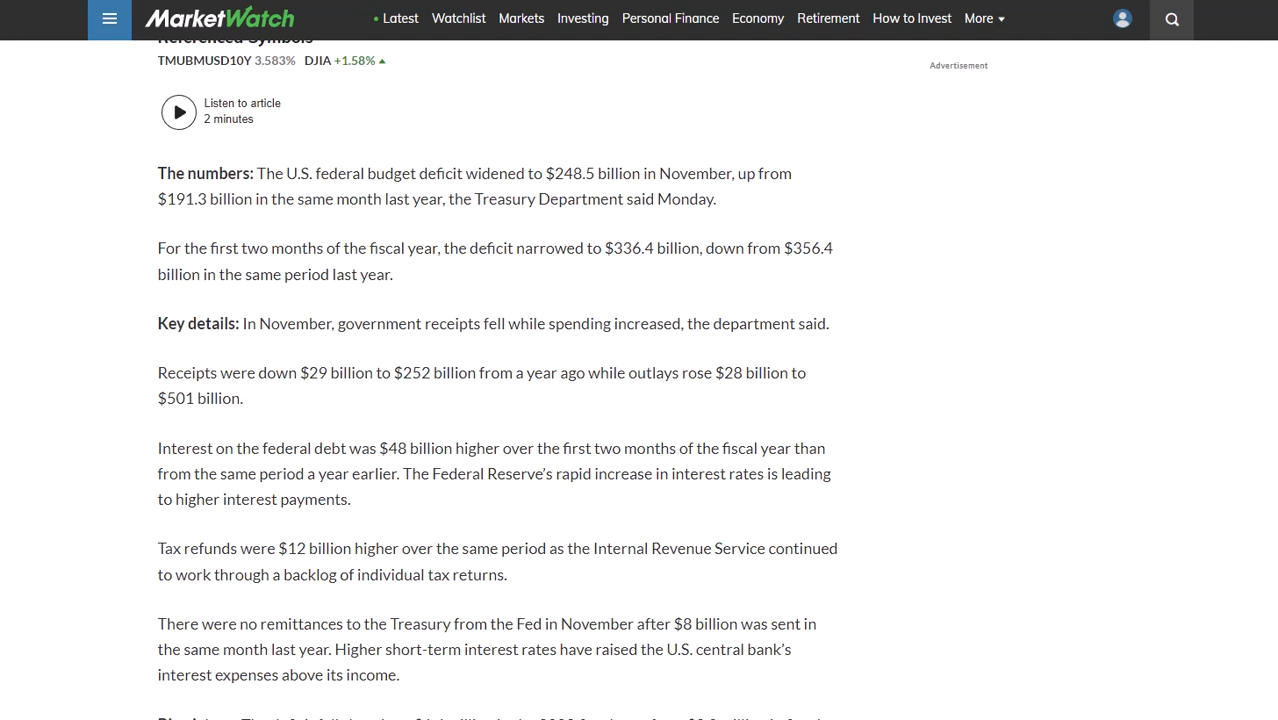 MarketWatch
Latest Watchlist Markets Investing Personal Finance Economy Retirement How to Invest More
Referenced Symbols
TMUBMUSD10Y 3.583% DJIA +1.58%
Advertisement
Listen to article
2 minutes
The numbers: The U.S. federal budget deficit widened to $248.5 billion in November, up from
$191.3 billion in the same month last year, the Treasury Department said Monday.
For the first two months of the fiscal year, the deficit narrowed to $336.4 billion, down from $356.4
billion in the same period last year.
Key details: In November, government receipts fell while spending increased, the department said.
Receipts were down $29 billion to $252 billion from a year ago while outlays rose $28 billion to
$501 billion.
Interest on the federal debt was $48 billion higher over the first two months of the fiscal year than
from the same period a year earlier. The Federal Reserve’s rapid increase in interest rates is leading
to higher interest payments.
Tax refunds were $12 billion higher over the same period as the Internal Revenue Service continued
to work through a backlog of individual tax returns.
There were no remittances to the Treasury from the Fed in November after $8 billion was sent in
the same month last year. Higher short-term interest rates have raised the U.S. central bank’s
interest expenses above its income.